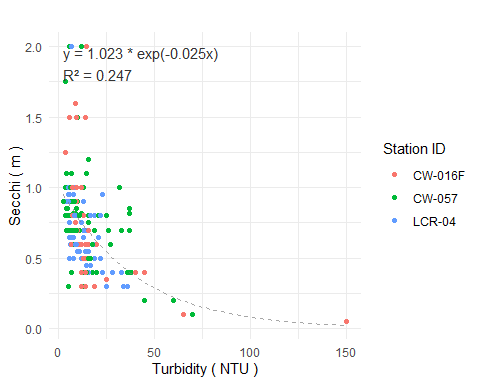 y = 1.023 * exp(-0.025x)
R² = 0.247
2.0
1.5
1.0
0.5
0.0
Secchi ( m )
0
50
100
150
Turbidity ( NTU )
Station ID
CW-016F
CW-057
LCR-04